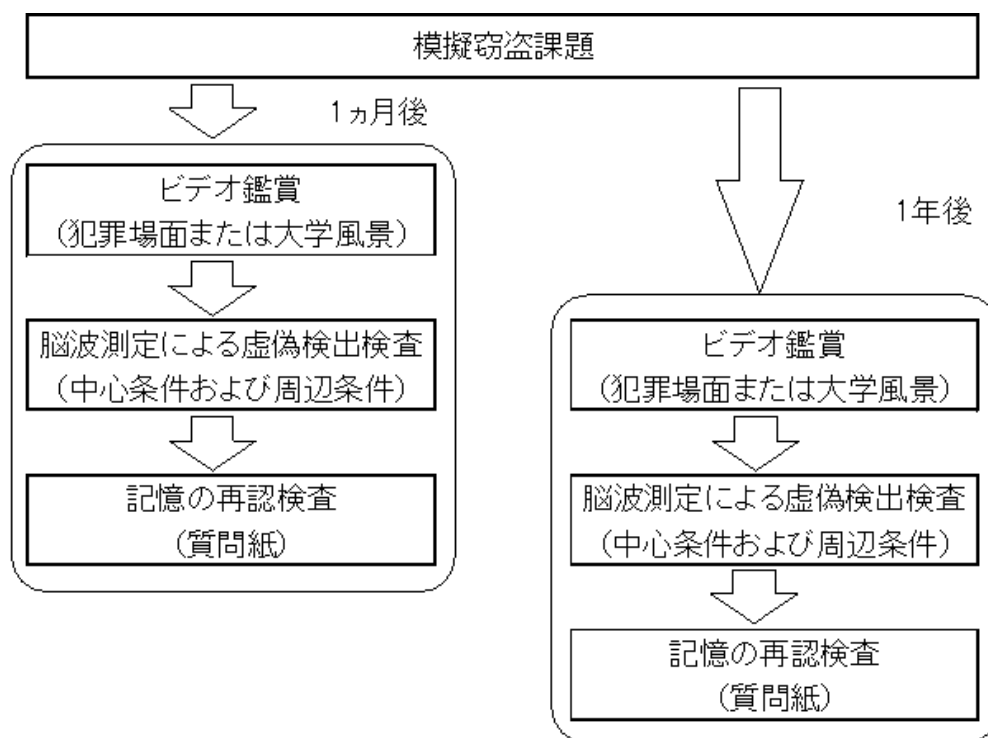 模擬窃盗課題
1ヵ月後
ビデオ鑑賞
(犯罪場面または大学風景)
脳波測定による虚偽検出検査
(中心条件および周辺条件)
記憶の再認検査
(質問紙)
1年後
ビデオ鑑賞
(犯罪場面または大学風景)
脳波測定による虚偽検出検査
(中心条件および周辺条件)
記憶の再認検査
(質問紙)